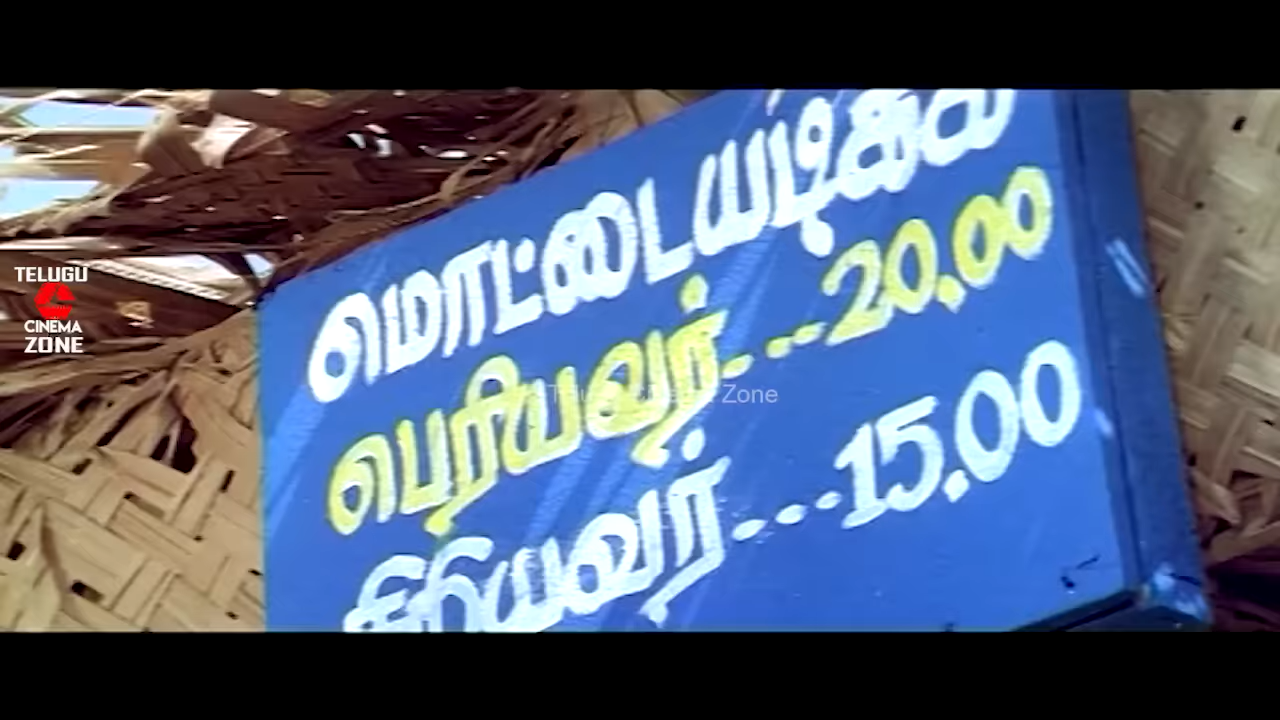 மொட்டையடிக்க
பெரியவர்...20.00
சிறியவர்...15.00
TELUGU
CINEMA
ZONE